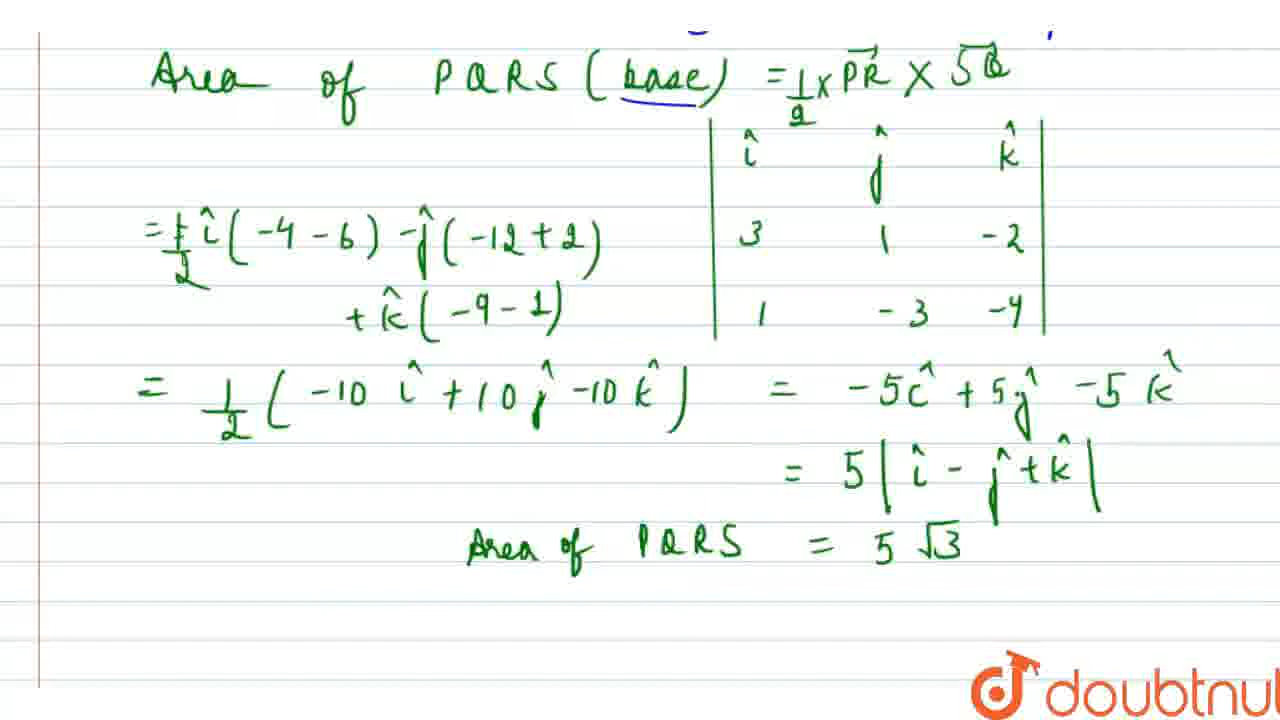 Area of PQRS (base) = 1/2 × PR⃗ × SQ⃗
| î ĵ k̂ |
| 3 1 -2 |
| 1 -3 -4 |
= 1/2 î(-4-6) - ĵ(-12+2)
+ k̂(-9-1)
= 1/2 (-10 î + 10 ĵ - 10 k̂) = -5î + 5ĵ - 5k̂
= 5 | î - ĵ + k̂ |
Area of PQRS = 5√3
doubtnut